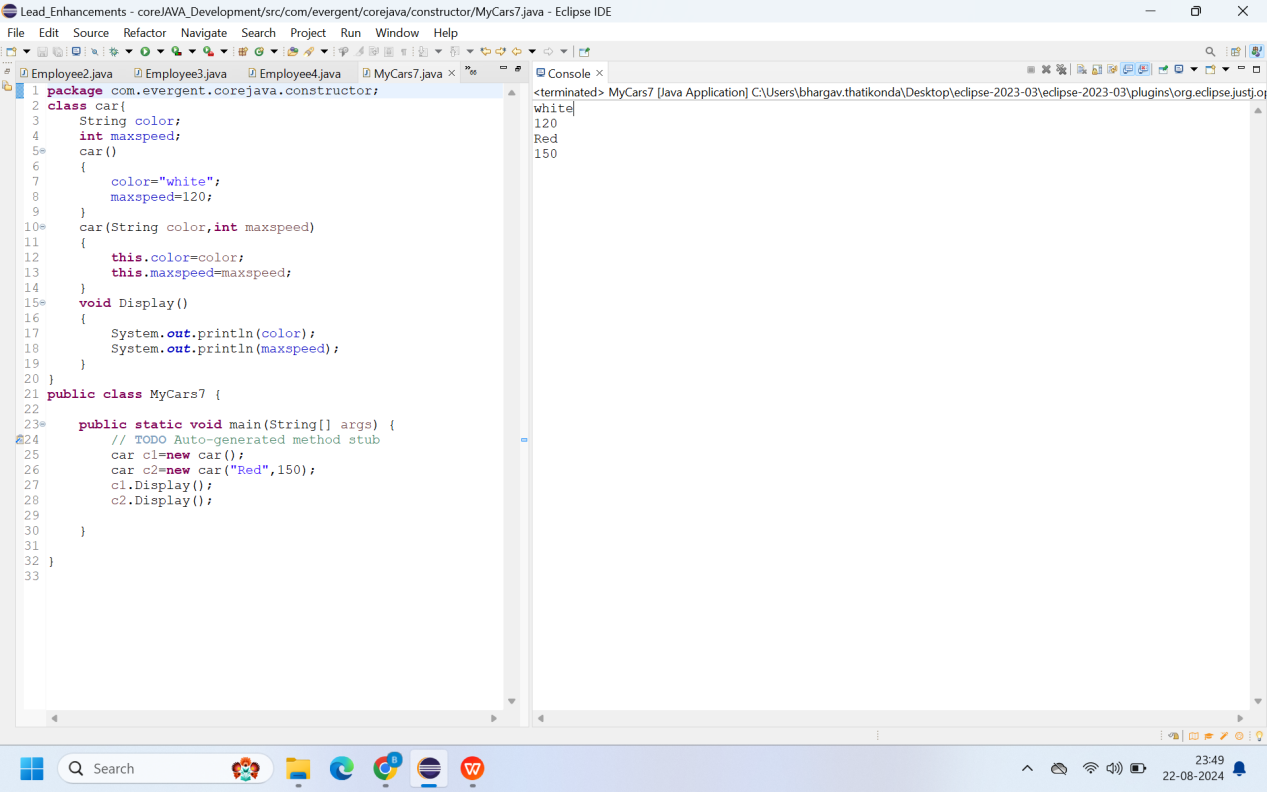 Lead_Enhancements - coreJAVA_Development/src/com/evergent/corejava/constructor/MyCars7.java - Eclipse IDE
File Edit Source Refactor Navigate Search Project Run Window Help
Employee2.java Employee3.java Employee4.java MyCars7.java »66
1 package com.evergent.corejava.constructor;
2 class car{
3 String color;
4 int maxspeed;
5 car()
6 {
7 color="white";
8 maxspeed=120;
9 }
10 car(String color,int maxspeed)
11 {
12 this.color=color;
13 this.maxspeed=maxspeed;
14 }
15 void Display()
16 {
17 System.out.println(color);
18 System.out.println(maxspeed);
19 }
20 }
21 public class MyCars7 {
22
23 public static void main(String[] args) {
24 // TODO Auto-generated method stub
25 car c1=new car();
26 car c2=new car("Red",150);
27 c1.Display();
28 c2.Display();
29
30 }
31
32 }
33
Console
<terminated> MyCars7 [Java Application] C:\Users\bhargav.thatikonda\Desktop\eclipse-2023-03\eclipse-2023-03\plugins\org.eclipse.justj.op
white
120
Red
150
Search
B
W
23:49
22-08-2024